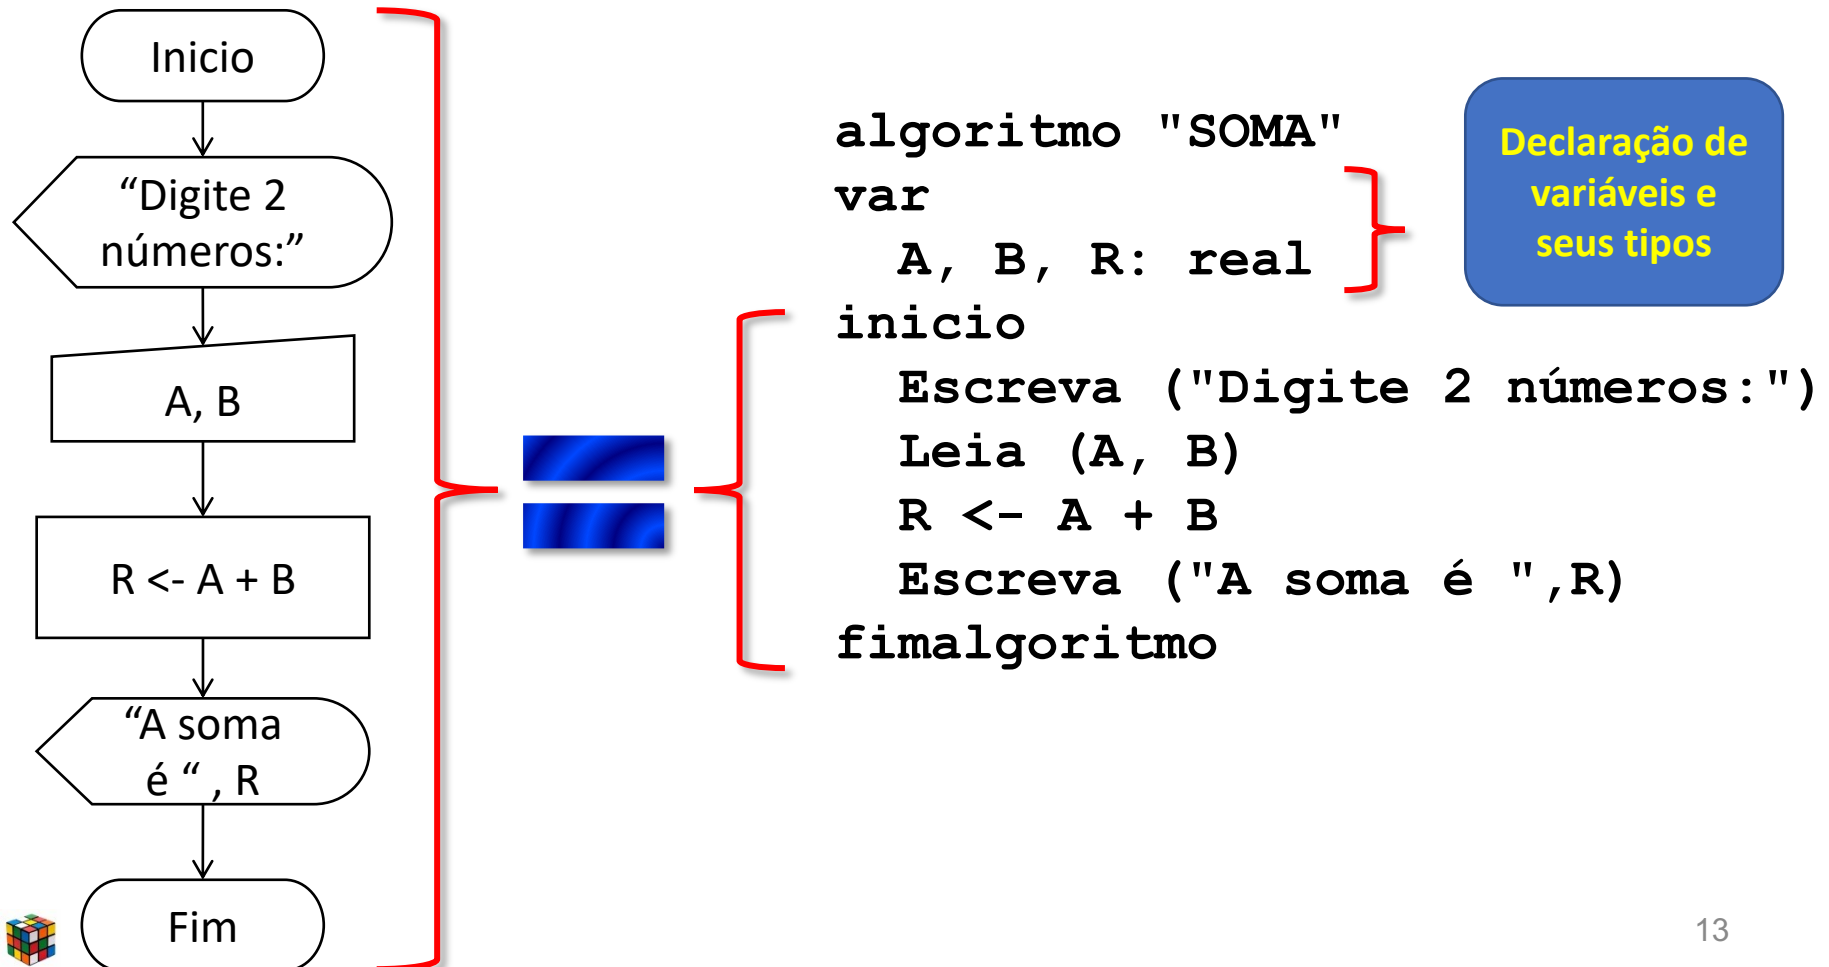 Inicio
“Digite 2
números:”
A, B
R <- A + B
“A soma
é “ , R
Fim
algoritmo "SOMA"
var
A, B, R: real
inicio
Escreva ("Digite 2 números:")
Leia (A, B)
R <- A + B
Escreva ("A soma é ",R)
fimalgoritmo
Declaração de
variáveis e
seus tipos
13